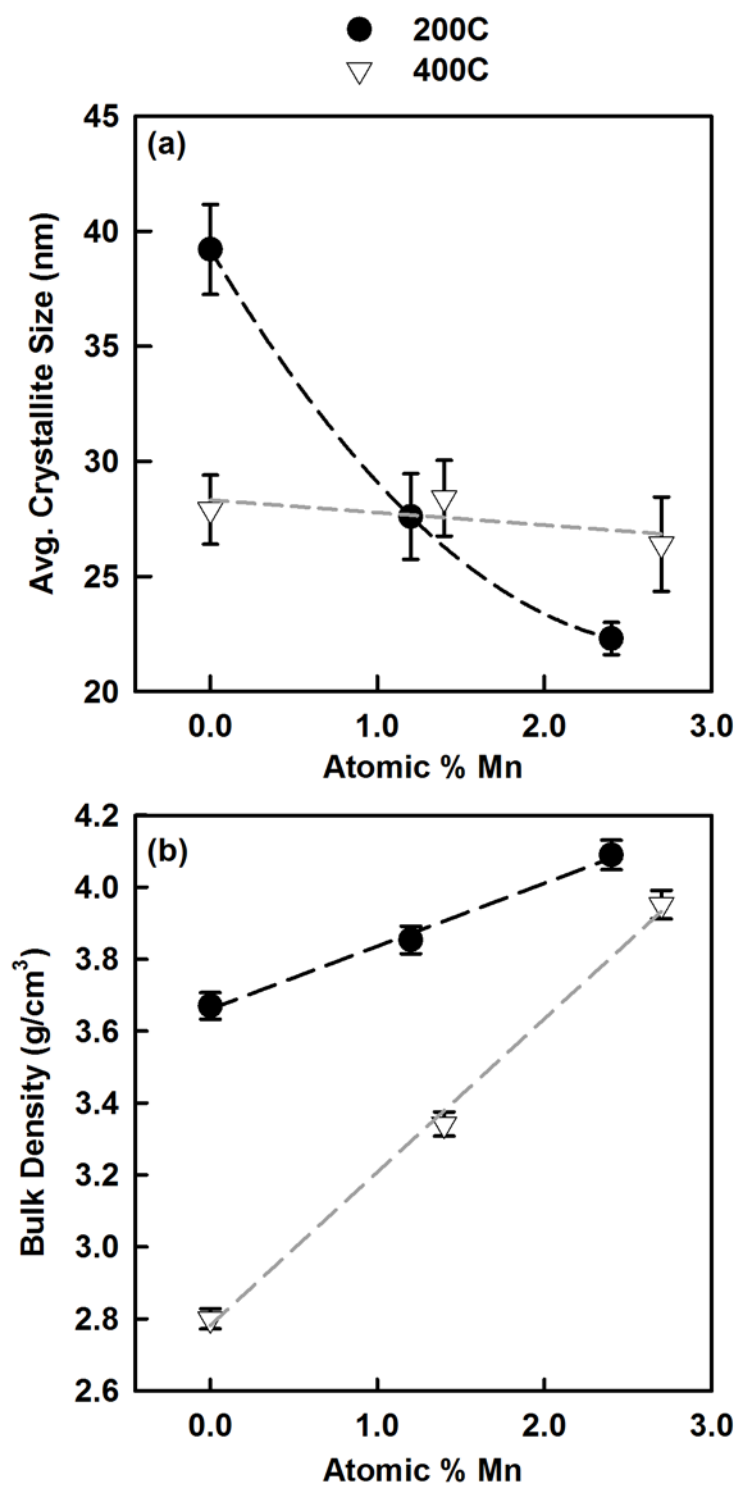 200C
400C
(a)
45
40
35
30
25
20
Avg. Crystallite Size (nm)
0.0 1.0 2.0 3.0
Atomic % Mn
(b)
4.2
4.0
3.8
3.6
3.4
3.2
3.0
2.8
2.6
Bulk Density (g/cm³)
0.0 1.0 2.0 3.0
Atomic % Mn